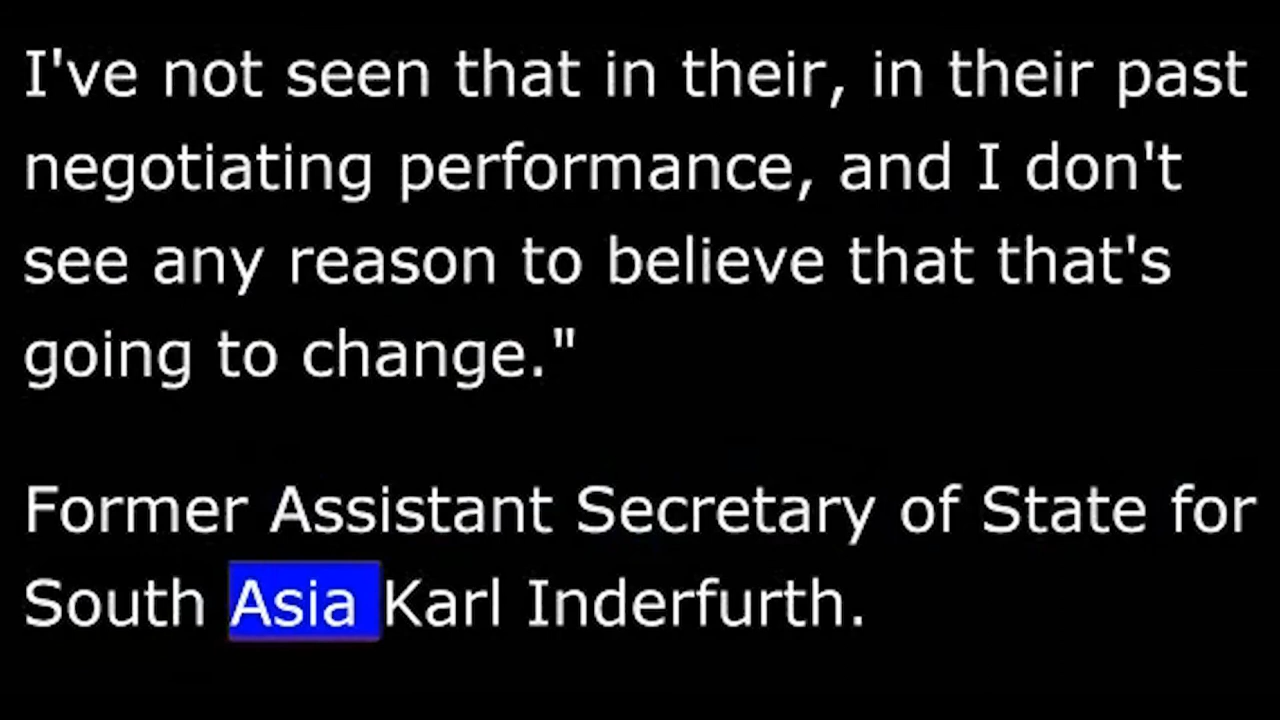 I've not seen that in their, in their past
negotiating performance, and I don't
see any reason to believe that that's
going to change."
Former Assistant Secretary of State for
South Asia Karl Inderfurth.